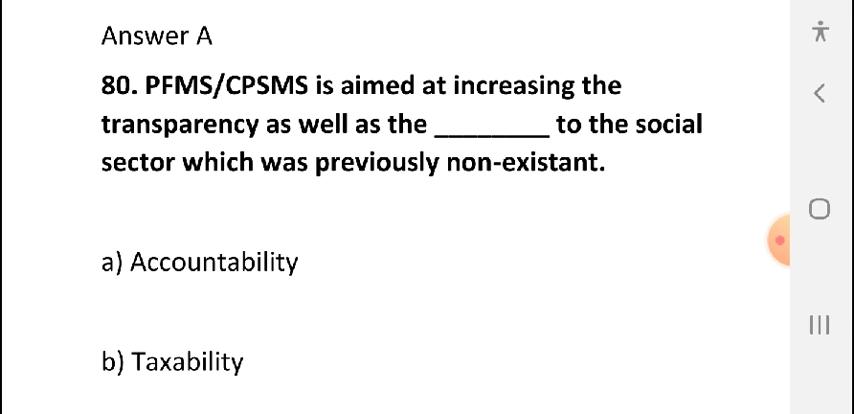 Answer A
80. PFMS/CPSMS is aimed at increasing the
transparency as well as the ________ to the social
sector which was previously non-existant.
a) Accountability
b) Taxability